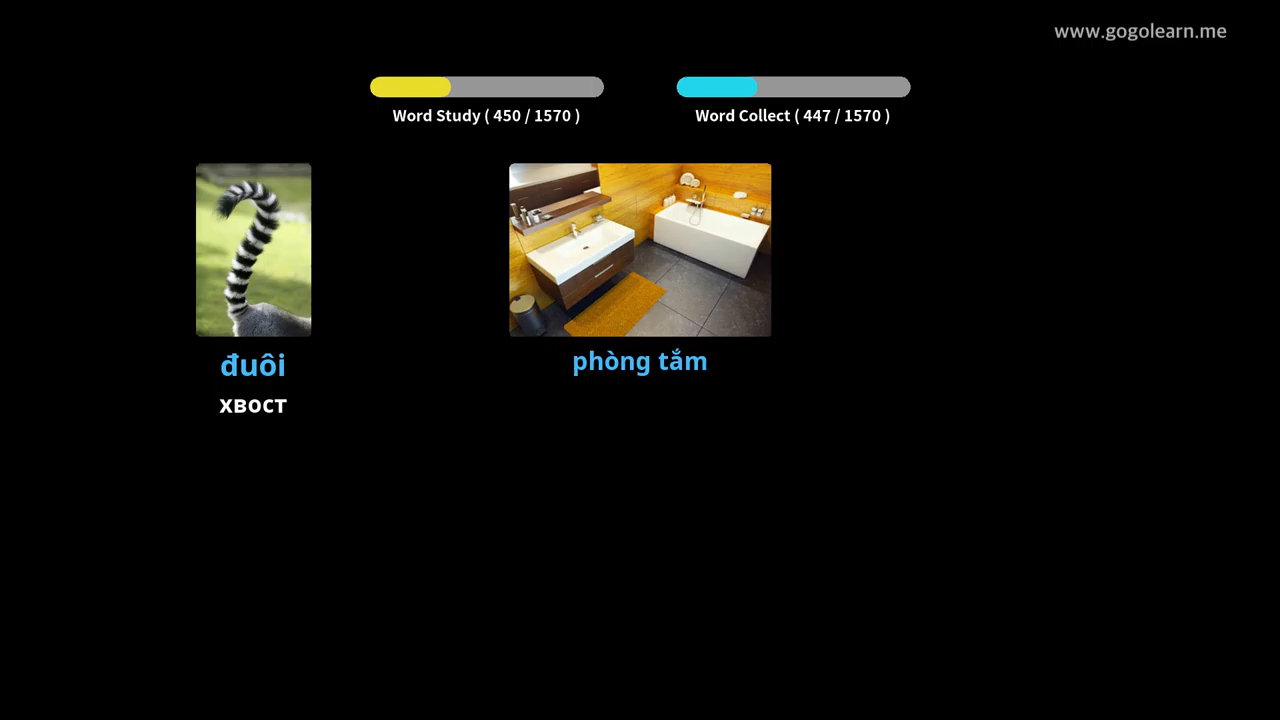 www.gogolearn.me
Word Study ( 450 / 1570 )
Word Collect ( 447 / 1570 )
đuôi
phòng tắm
хвост